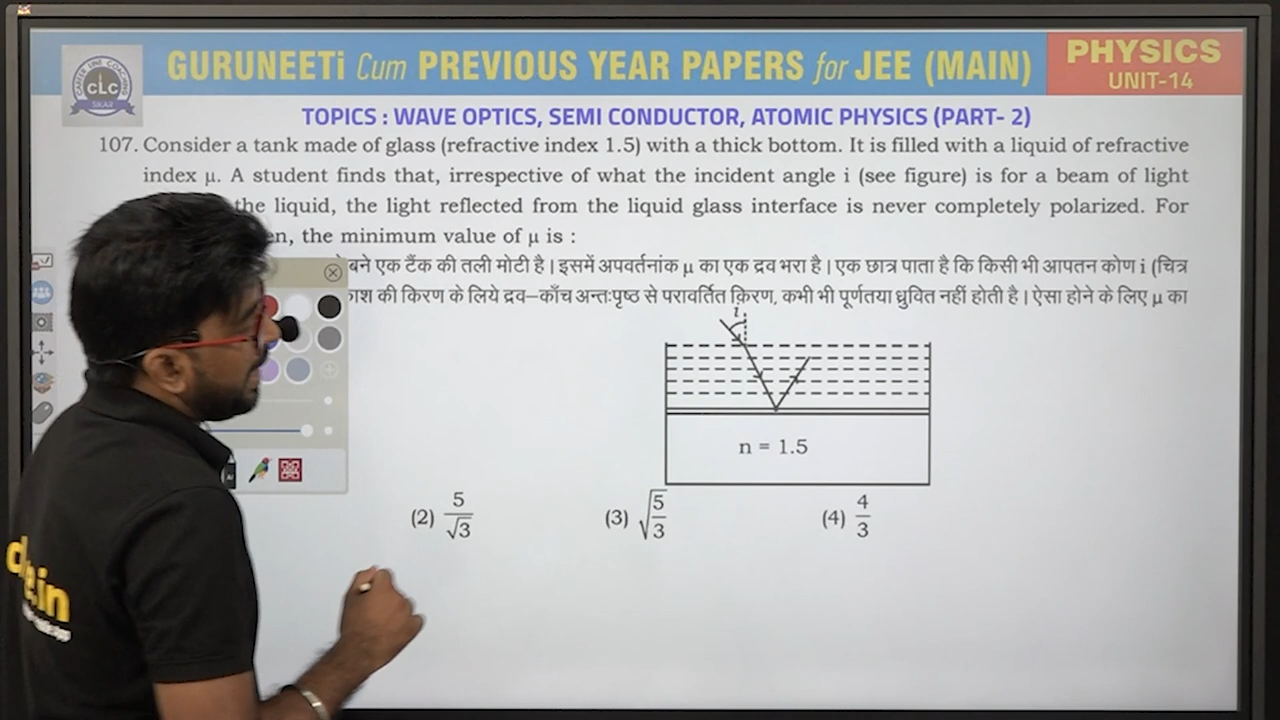 GURUNEETi Cum PREVIOUS YEAR PAPERS for JEE (MAIN)
PHYSICS
UNIT-14
CAREER LINE COACHING
CLC
SIKAR
TOPICS : WAVE OPTICS, SEMI CONDUCTOR, ATOMIC PHYSICS (PART- 2)
107. Consider a tank made of glass (refractive index 1.5) with a thick bottom. It is filled with a liquid of refractive
index μ. A student finds that, irrespective of what the incident angle i (see figure) is for a beam of light
the liquid, the light reflected from the liquid glass interface is never completely polarized. For
the minimum value of μ is :
बने एक टैंक की तली मोटी है। इसमें अपवर्तनांक μ का एक द्रव भरा है। एक छात्र पाता है कि किसी भी आपतन कोण i (चित्र
की किरण के लिये द्रव–काँच अन्तःपृष्ठ से परावर्तित क़िरण, कभी भी पूर्णतया ध्रुवित नहीं होती है। ऐसा होने के लिए μ का
i
n = 1.5
(2) 5/√3
(3) √5/3
(4) 4/3
.in